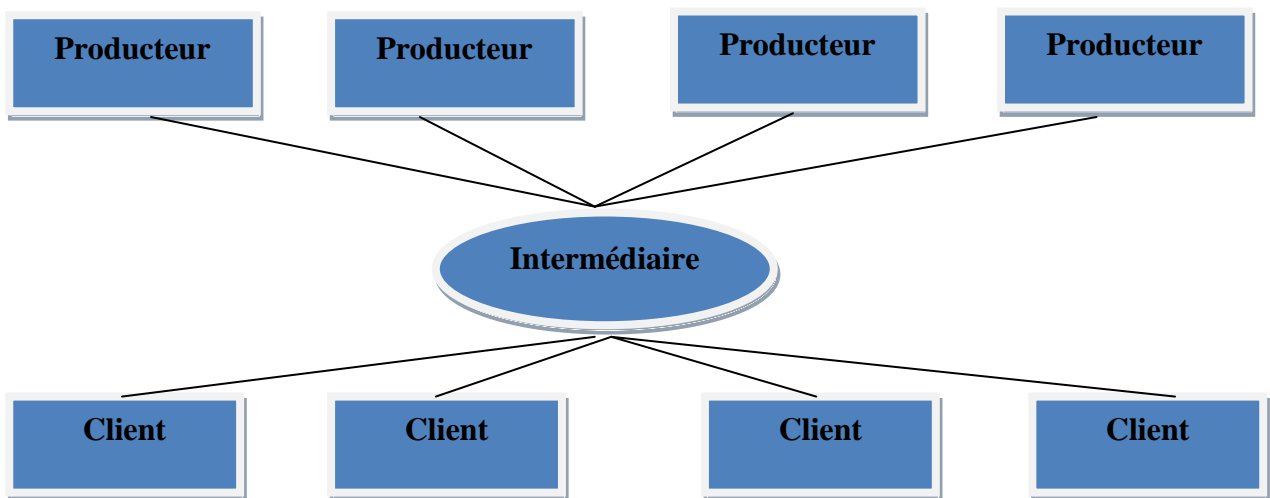 Producteur
Producteur
Producteur
Producteur
Intermédiaire
Client
Client
Client
Client